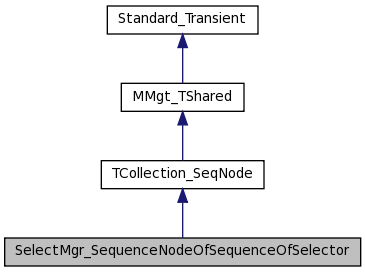 Standard_Transient
MMgt_TShared
TCollection_SeqNode
SelectMgr_SequenceNodeOfSequenceOfSelector